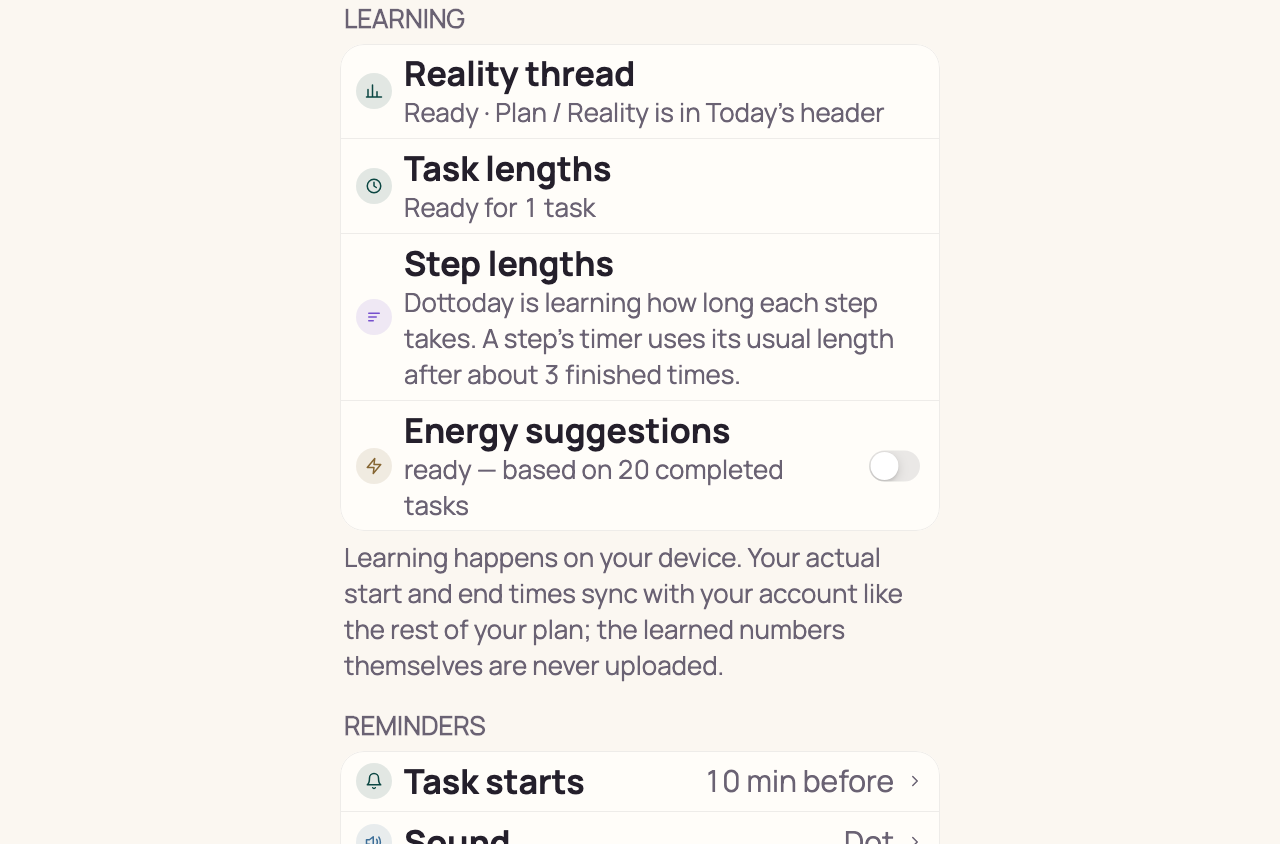 LEARNING
Reality thread
Ready · Plan / Reality is in Today’s header
Task lengths
Ready for 1 task
Step lengths
Dottoday is learning how long each step
takes. A step’s timer uses its usual length
after about 3 finished times.
Energy suggestions
ready — based on 20 completed
tasks
Learning happens on your device. Your actual
start and end times sync with your account like
the rest of your plan; the learned numbers
themselves are never uploaded.
REMINDERS
Task starts 10 min before
Sound Dot